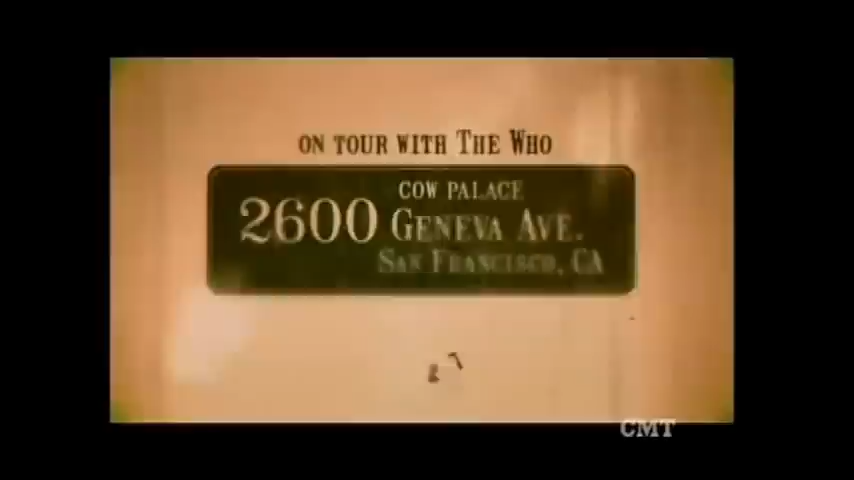 ON TOUR WITH THE WHO
COW PALACE
2600 GENEVA AVE.
SAN FRANCISCO, CA
CMT